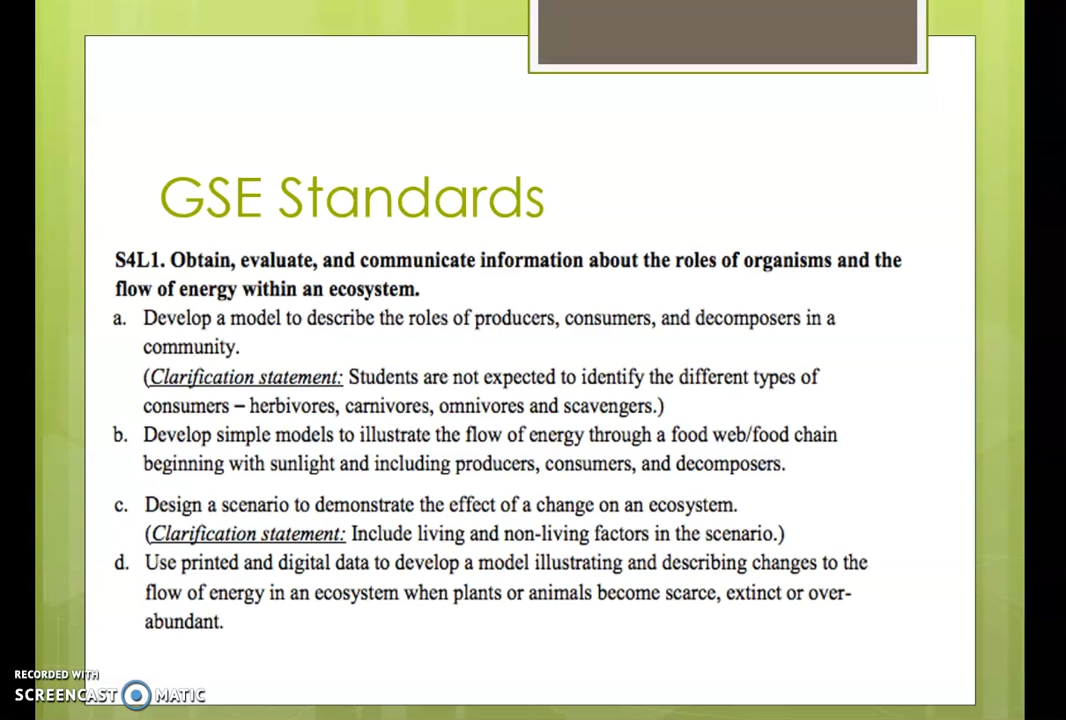 GSE Standards
S4L1. Obtain, evaluate, and communicate information about the roles of organisms and the
flow of energy within an ecosystem.
a. Develop a model to describe the roles of producers, consumers, and decomposers in a
community.
(Clarification statement: Students are not expected to identify the different types of
consumers – herbivores, carnivores, omnivores and scavengers.)
b. Develop simple models to illustrate the flow of energy through a food web/food chain
beginning with sunlight and including producers, consumers, and decomposers.
c. Design a scenario to demonstrate the effect of a change on an ecosystem.
(Clarification statement: Include living and non-living factors in the scenario.)
d. Use printed and digital data to develop a model illustrating and describing changes to the
flow of energy in an ecosystem when plants or animals become scarce, extinct or over-
abundant.
RECORDED WITH
SCREENCAST MATIC